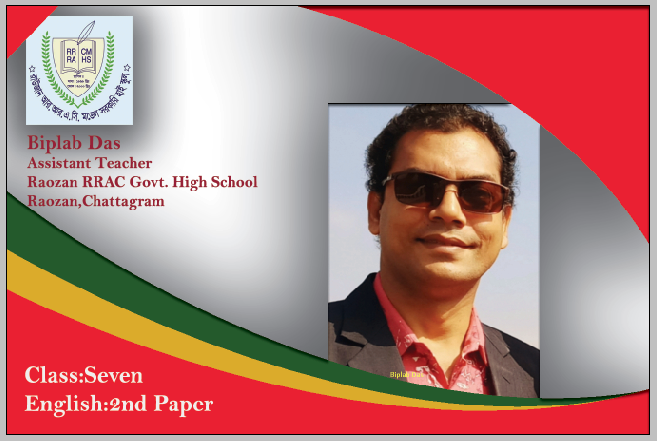 RR CM
RA HS
Biplab Das
Assistant Teacher
Raozan RRAC Govt. High School
Raozan,Chattagram
Biplab Das
Class:Seven
English:2nd Paper